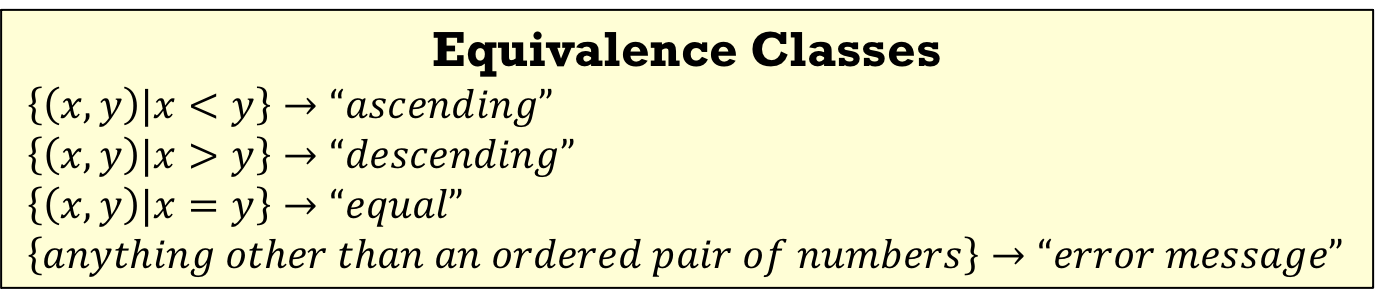 Equivalence Classes
{(x, y)|x < y} → “ascending”
{(x, y)|x > y} → “descending”
{(x, y)|x = y} → “equal”
{anything other than an ordered pair of numbers} → “error message”